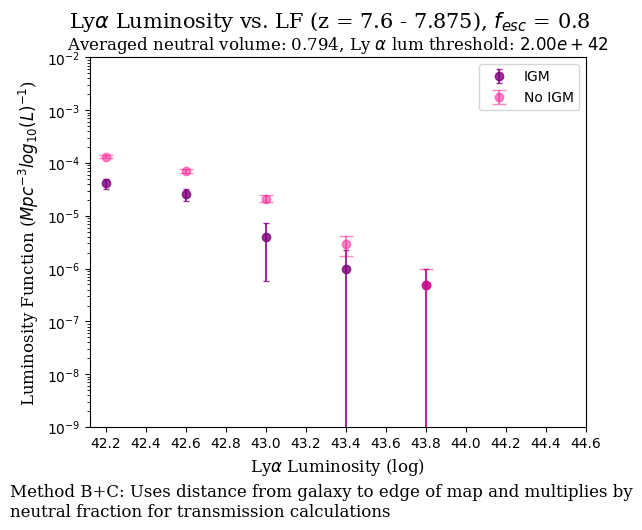 Lyα Luminosity vs. LF (z = 7.6 - 7.875), f_esc = 0.8
Averaged neutral volume: 0.794, Ly α lum threshold: 2.00e + 42
Luminosity Function (Mpc⁻³log₁₀(L)⁻¹)
10⁻²
10⁻³
10⁻⁴
10⁻⁵
10⁻⁶
10⁻⁷
10⁻⁸
10⁻⁹
IGM
No IGM
42.2 42.4 42.6 42.8 43.0 43.2 43.4 43.6 43.8 44.0 44.2 44.4 44.6
Lyα Luminosity (log)
Method B+C: Uses distance from galaxy to edge of map and multiplies by
neutral fraction for transmission calculations